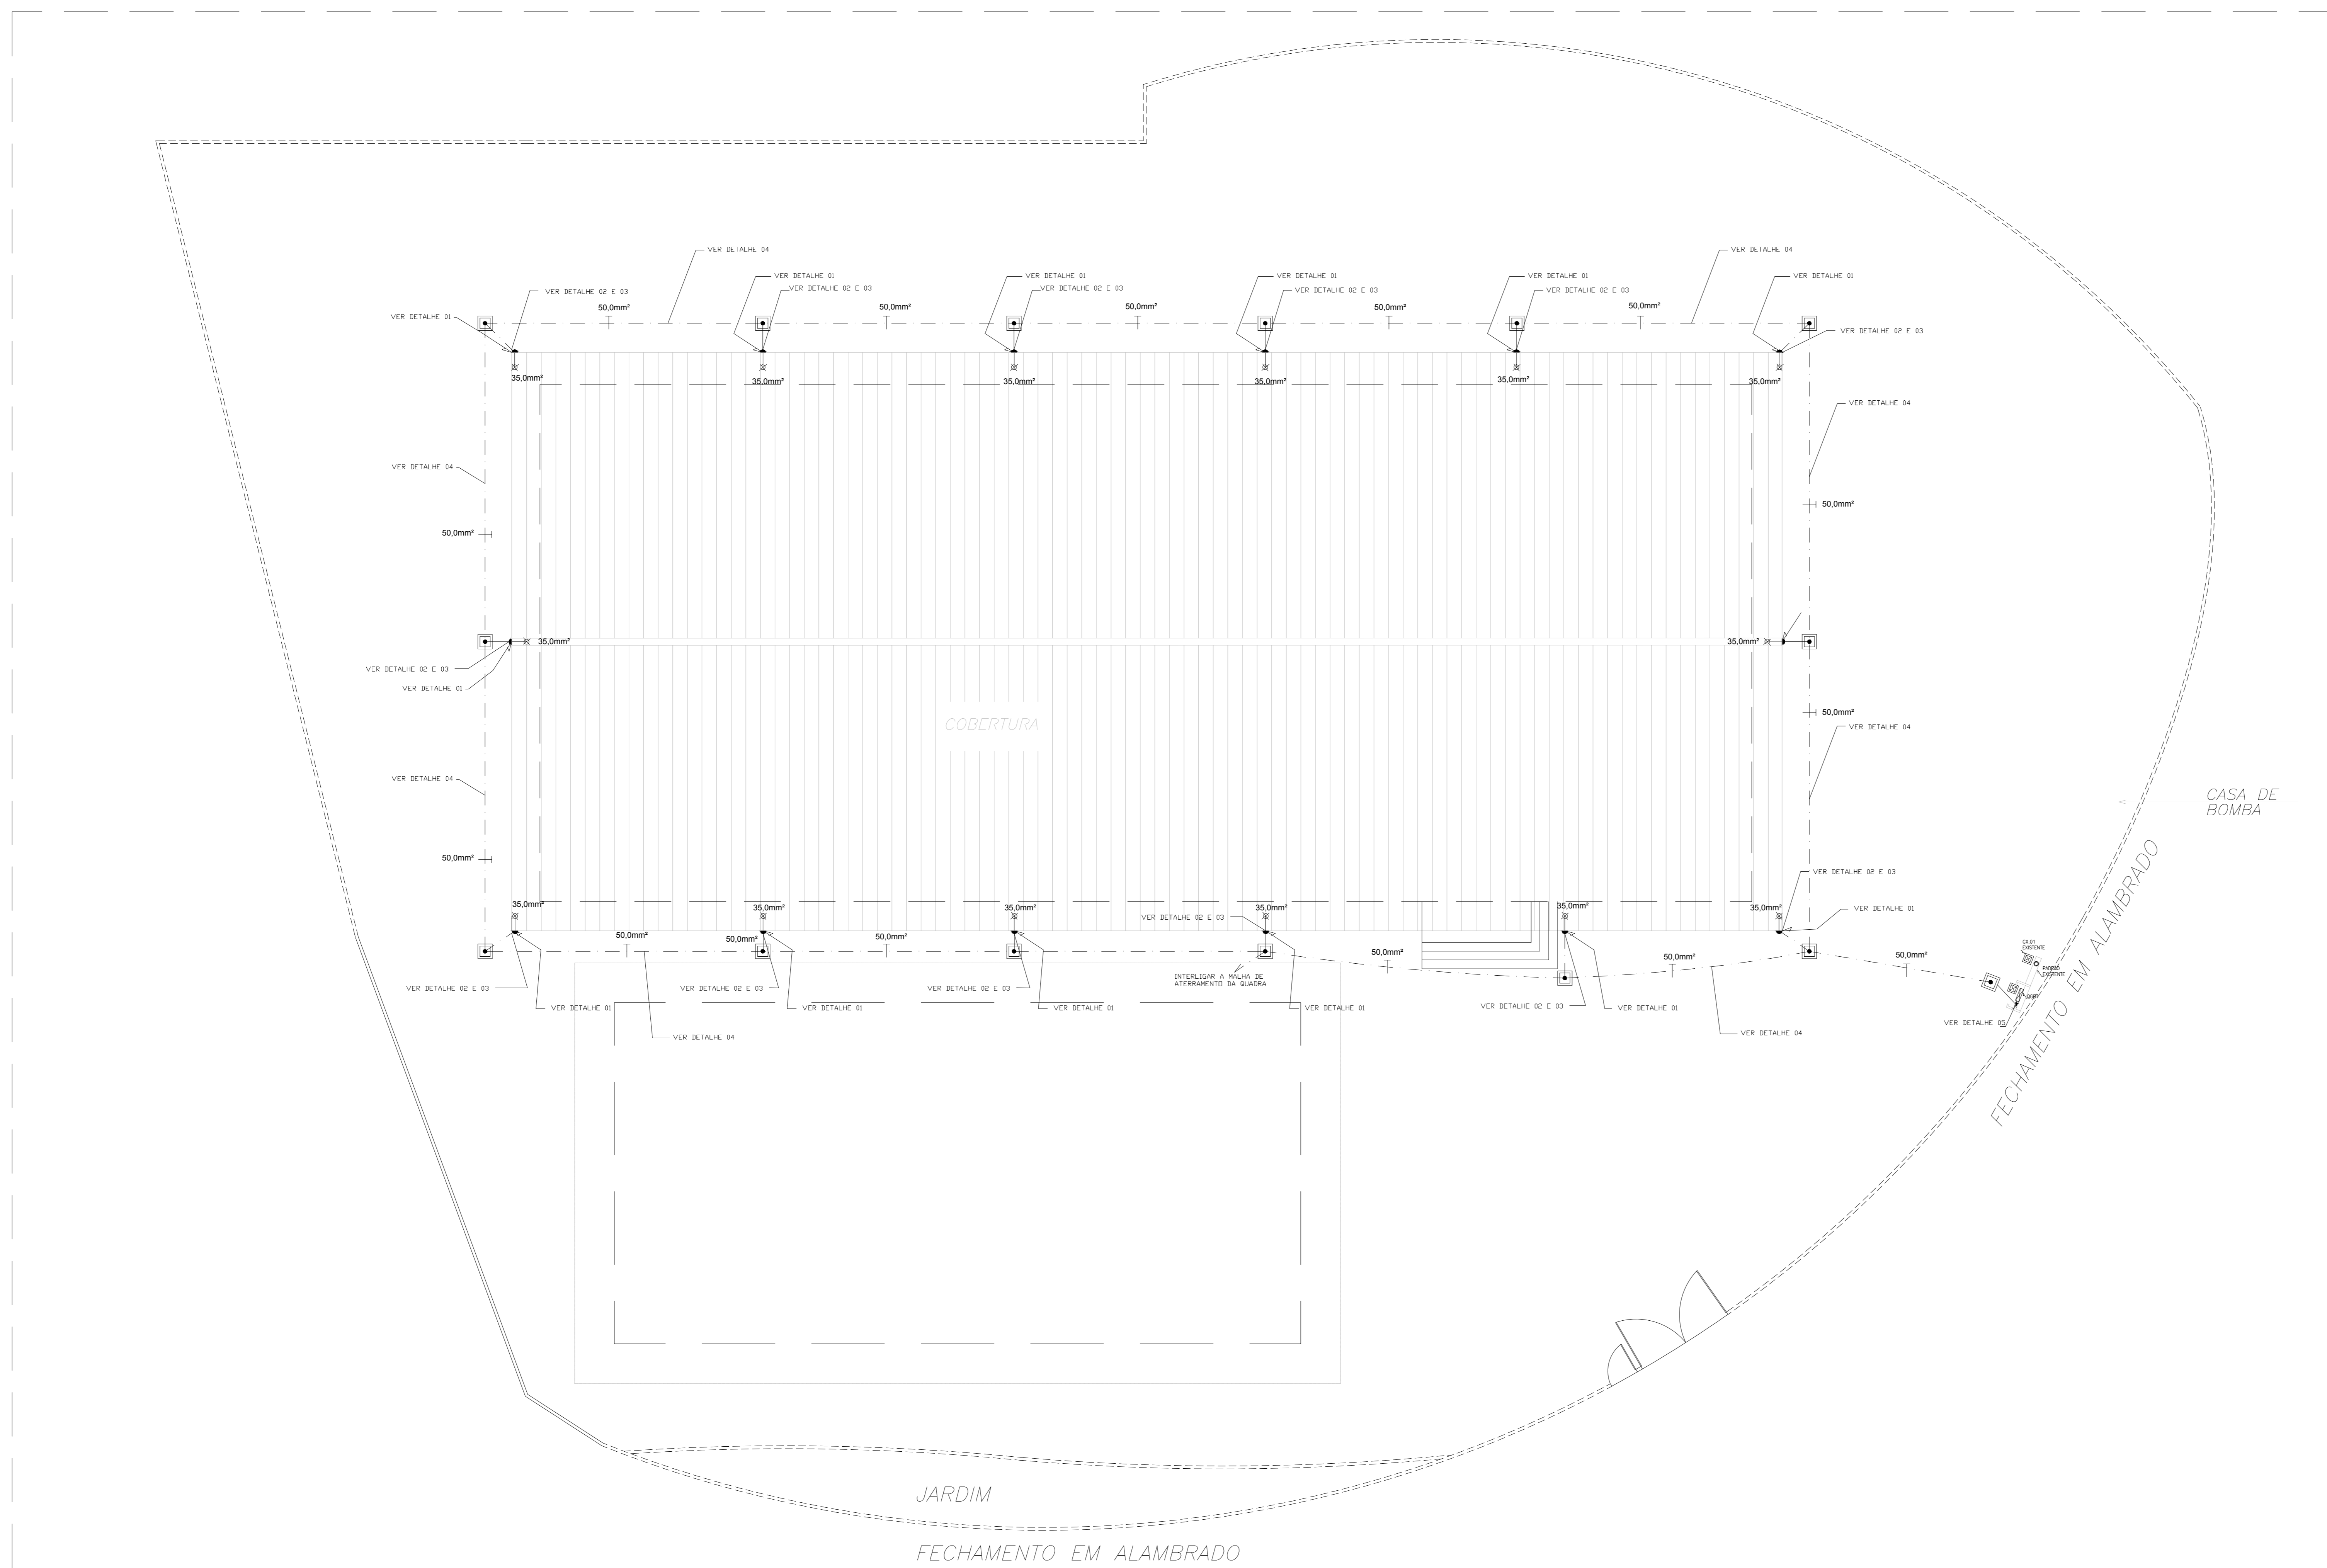 VER DETALHE 04
VER DETALHE 04
VER DETALHE 01
VER DETALHE 01
VER DETALHE 01
VER DETALHE 01
VER DETALHE 01
VER DETALHE 02 E 03
VER DETALHE 02 E 03
VER DETALHE 02 E 03
VER DETALHE 02 E 03
VER DETALHE 02 E 03
50,0mm²
50,0mm²
50,0mm²
50,0mm²
50,0mm²
VER DETALHE 01
VER DETALHE 02 E 03
35,0mm²
35,0mm²
35,0mm²
35,0mm²
35,0mm²
35,0mm²
VER DETALHE 04
VER DETALHE 04
50,0mm²
50,0mm²
35,0mm²
35,0mm²
VER DETALHE 02 E 03
VER DETALHE 01
50,0mm²
COBERTURA
VER DETALHE 04
VER DETALHE 04
CASA DE
BOMBA
50,0mm²
VER DETALHE 02 E 03
35,0mm²
35,0mm²
35,0mm²
35,0mm²
35,0mm²
35,0mm²
VER DETALHE 01
VER DETALHE 02 E 03
50,0mm²
50,0mm²
50,0mm²
50,0mm²
50,0mm²
50,0mm²
CX.01
EXISTENTE
PADRÃO
EXISTENTE
INTERLIGAR A MALHA DE
ATERRAMENTO DA QUADRA
VER DETALHE 02 E 03
VER DETALHE 02 E 03
VER DETALHE 02 E 03
VER DETALHE 02 E 03
VER DETALHE 01
VER DETALHE 01
VER DETALHE 01
VER DETALHE 01
VER DETALHE 01
VER DETALHE 05
VER DETALHE 04
VER DETALHE 04
FECHAMENTO EM ALAMBRADO
JARDIM
FECHAMENTO EM ALAMBRADO